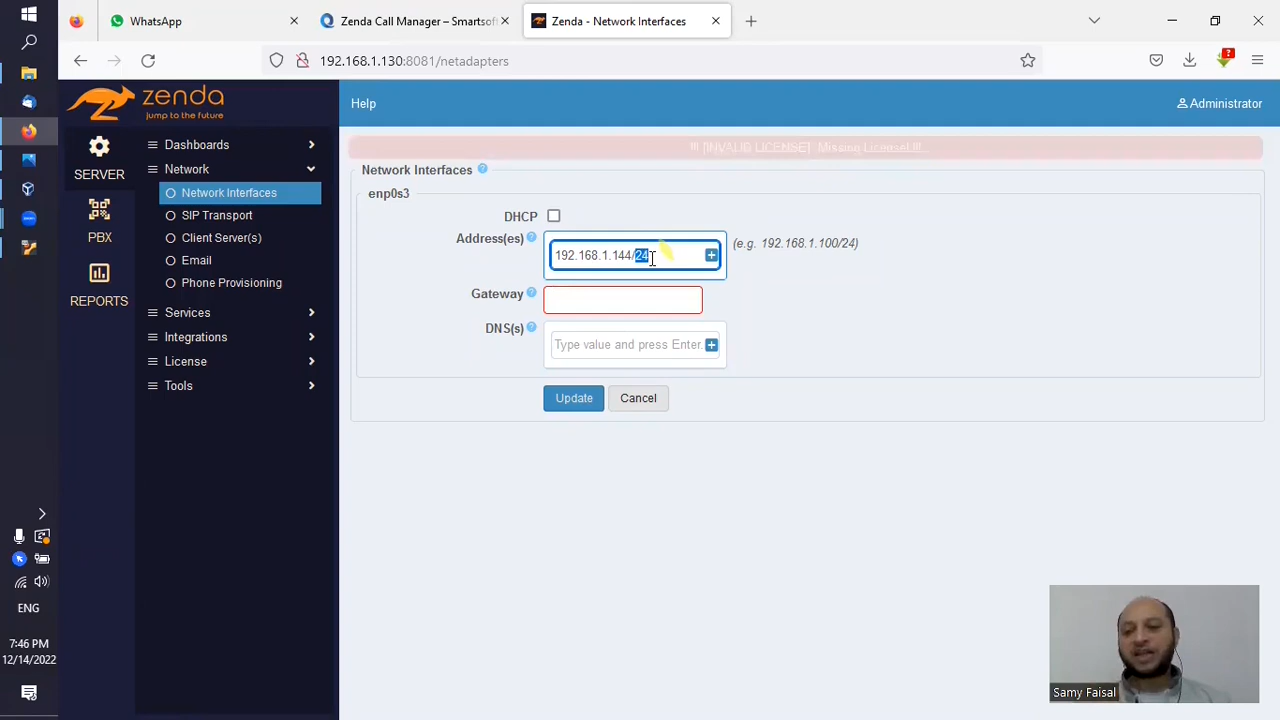 WhatsApp
Zenda Call Manager – Smartsoft
Zenda - Network Interfaces
192.168.1.130:8081/netadapters
zenda
jump to the future
Help
Administrator
SERVER
PBX
REPORTS
Dashboards
Network
Network Interfaces
SIP Transport
Client Server(s)
Email
Phone Provisioning
Services
Integrations
License
Tools
!!! [INVALID LICENSE] Missing License! !!!
Network Interfaces
enp0s3
DHCP
Address(es)
192.168.1.144/24
(e.g. 192.168.1.100/24)
Gateway
DNS(s)
Type value and press Enter.
Update
Cancel
ENG
7:46 PM
12/14/2022
Samy Faisal